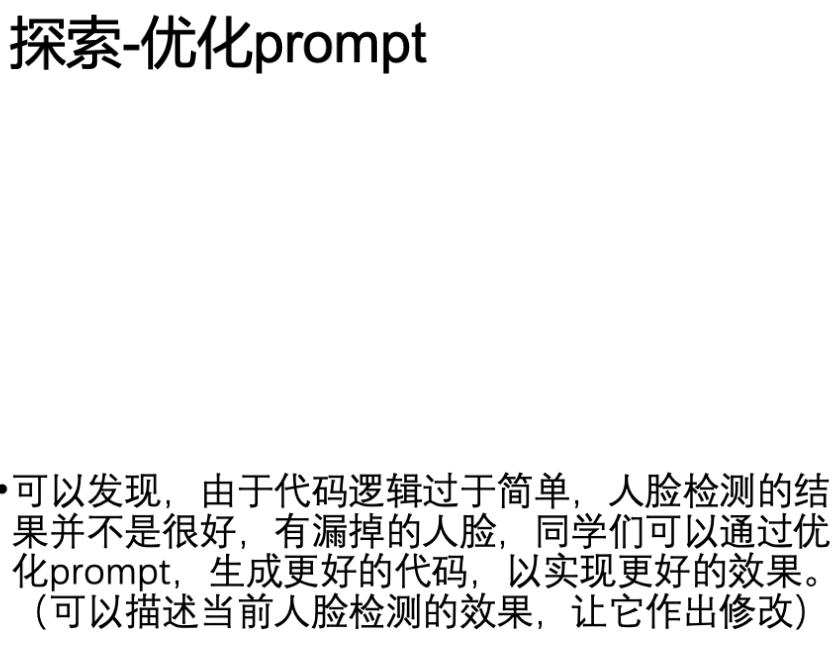 探索-优化prompt
•可以发现，由于代码逻辑过于简单，人脸检测的结
果并不是很好，有漏掉的人脸，同学们可以通过优
化prompt，生成更好的代码，以实现更好的效果。
（可以描述当前人脸检测的效果，让它作出修改）